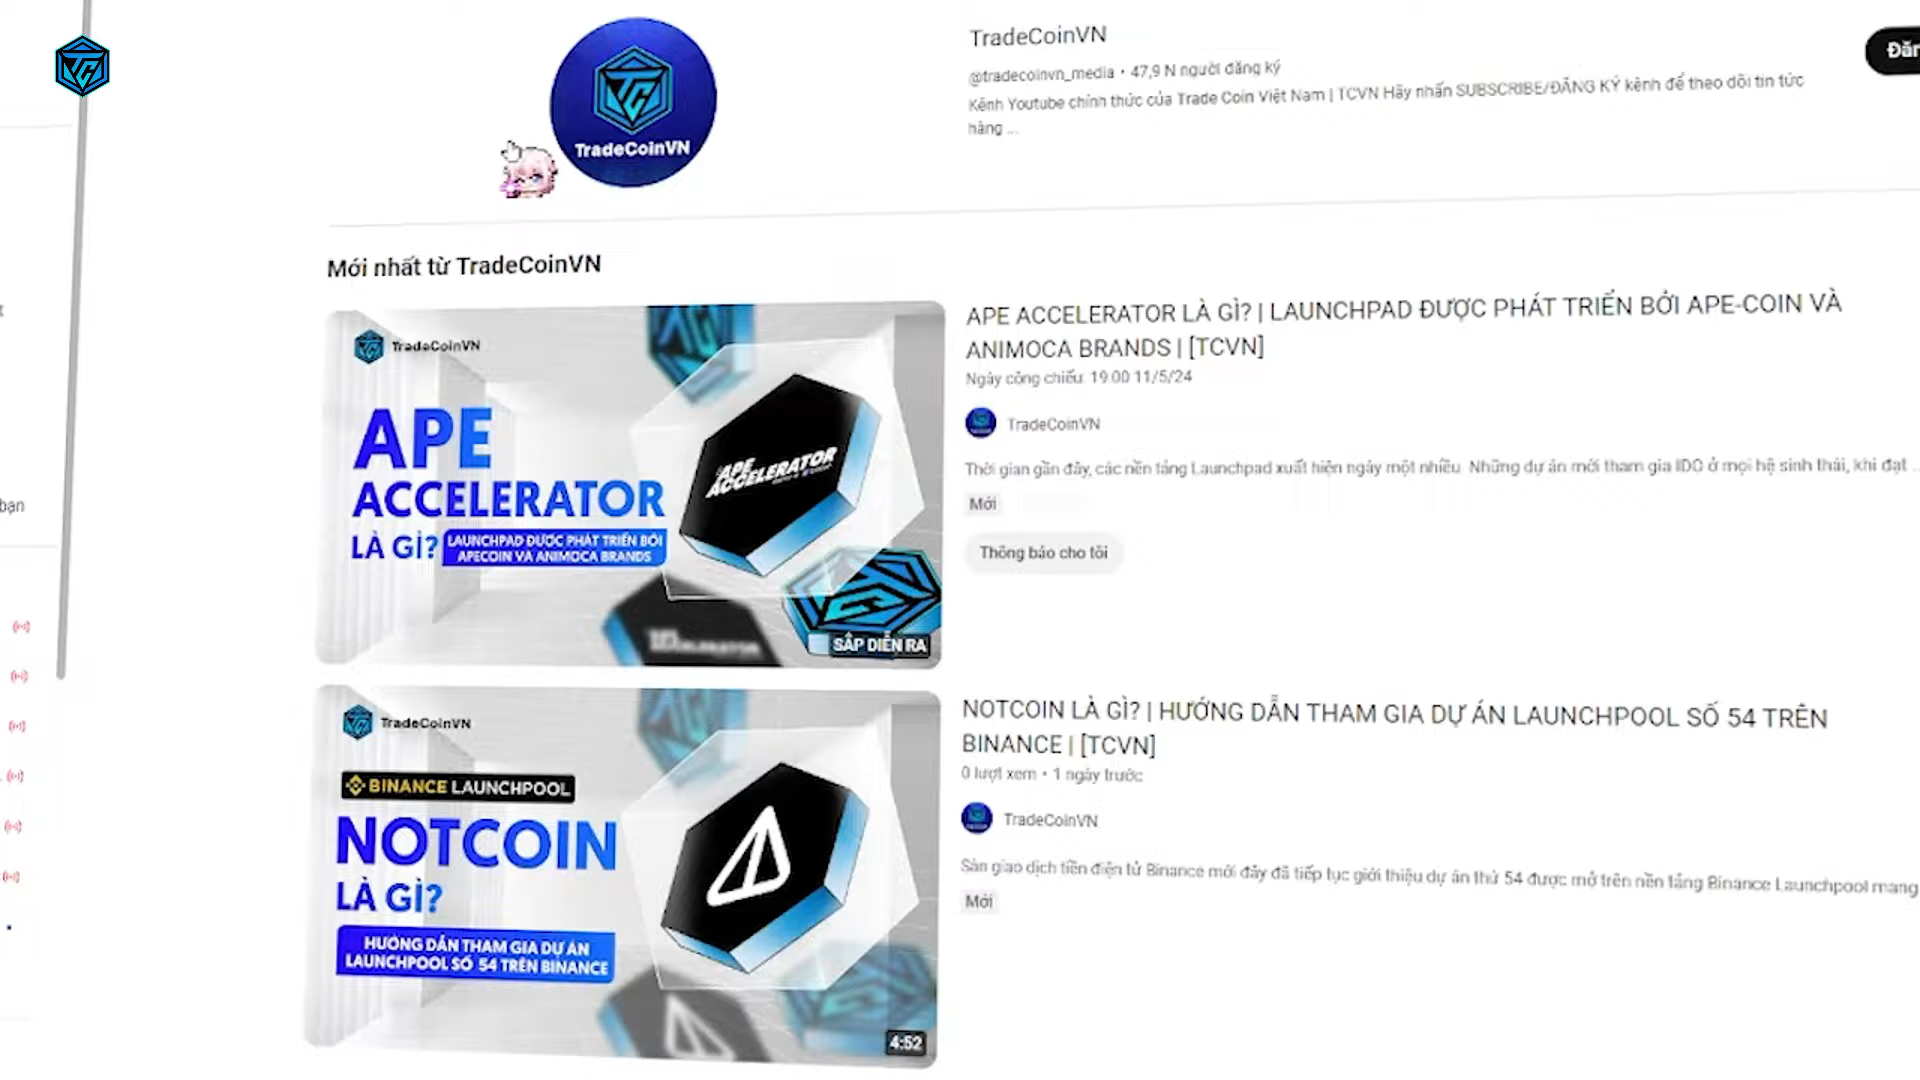 TradeCoinVN
TradeCoinVN
@tradecoinvn_media • 47,9 N người đăng ký
Kênh Youtube chính thức của Trade Coin Việt Nam | TCVN Hãy nhấn SUBSCRIBE/ĐĂNG KÝ kênh để theo dõi tin tức
hàng ...
Mới nhất từ TradeCoinVN
TradeCoinVN
APE
ACCELERATOR
LÀ GÌ?
LAUNCHPAD ĐƯỢC PHÁT TRIỂN BỞI
APECOIN VÀ ANIMOCA BRANDS
APE
ACCELERATOR
SẮP DIỄN RA
APE ACCELERATOR LÀ GÌ? | LAUNCHPAD ĐƯỢC PHÁT TRIỂN BỞI APE-COIN VÀ
ANIMOCA BRANDS | [TCVN]
Ngày công chiếu: 19:00 11/5/24
TradeCoinVN
Thời gian gần đây, các nền tảng Launchpad xuất hiện ngày một nhiều. Những dự án mới tham gia IDO ở mọi hệ sinh thái, khi đạt ...
Mới
Thông báo cho tôi
bạn
TradeCoinVN
BINANCE LAUNCHPOOL
NOTCOIN
LÀ GÌ?
HƯỚNG DẪN THAM GIA DỰ ÁN
LAUNCHPOOL SỐ 54 TRÊN BINANCE
4:52
NOTCOIN LÀ GÌ? | HƯỚNG DẪN THAM GIA DỰ ÁN LAUNCHPOOL SỐ 54 TRÊN
BINANCE | [TCVN]
0 lượt xem • 1 ngày trước
TradeCoinVN
Sàn giao dịch tiền điện tử Binance mới đây đã tiếp tục giới thiệu dự án thứ 54 được mở trên nền tảng Binance Launchpool mang
Mới